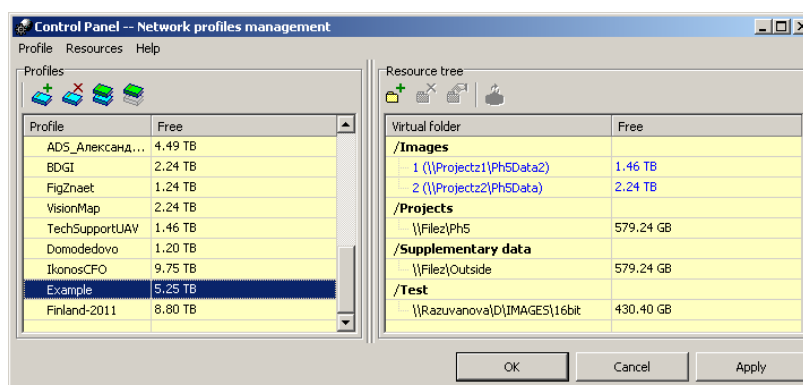 Control Panel -- Network profiles management
Profile Resources Help
Profiles
Profile Free
ADS_Александ... 4.49 TB
BDGI 2.24 TB
FigZnaet 1.24 TB
VisionMap 2.24 TB
TechSupportUAV 1.46 TB
Domodedovo 1.20 TB
IkonosCFO 9.75 TB
Example 5.25 TB
Finland-2011 8.80 TB
Resource tree
Virtual folder Free
/Images
1 (\\Projectz1\Ph5Data2) 1.46 TB
2 (\\Projectz2\Ph5Data) 2.24 TB
/Projects
\\Filez\Ph5 579.24 GB
/Supplementary data
\\Filez\Outside 579.24 GB
/Test
\\Razuvanova\D\IMAGES\16bit 430.40 GB
OK Cancel Apply